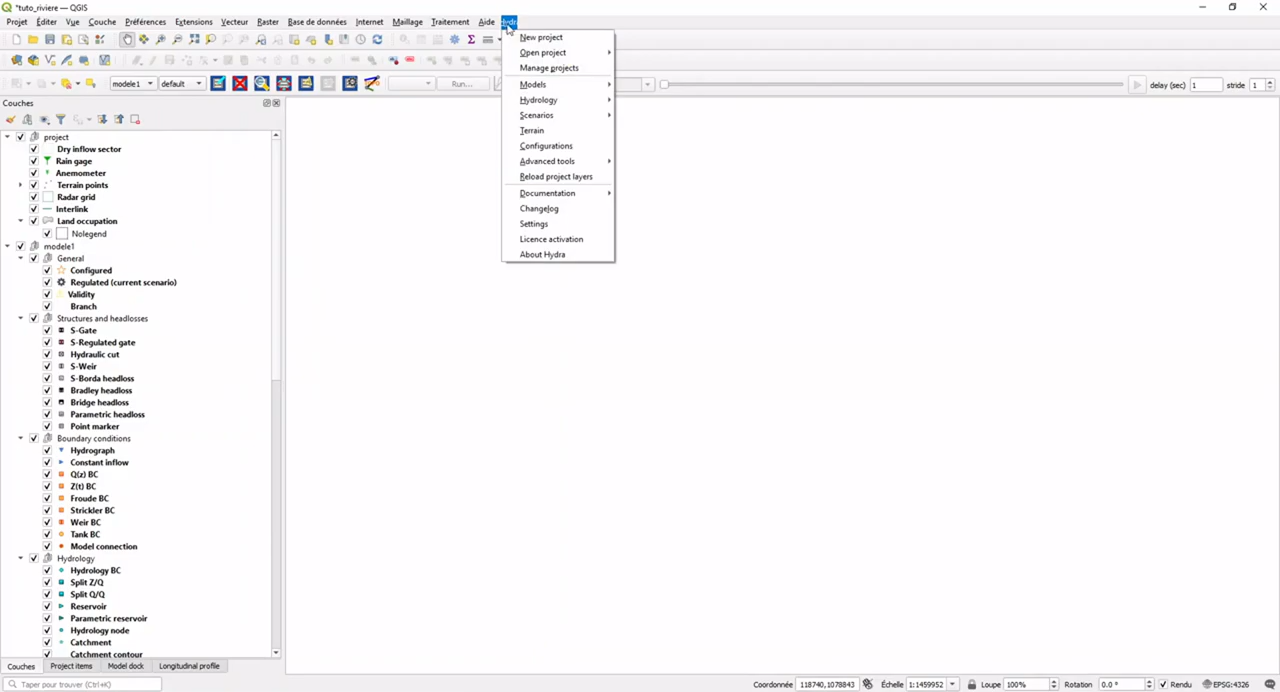 *tuto_riviere — QGIS
Projet Éditer Vue Couche Préférences Extensions Vecteur Raster Base de données Internet Maillage Traitement Aide Hydra
New project
Open project
Manage projects
Models
Hydrology
Scenarios
Terrain
Configurations
Advanced tools
Reload project layers
Documentation
Changelog
Settings
Licence activation
About Hydra
modele1 default Run... delay (sec) 1 stride 1
Couches
project
Dry inflow sector
Rain gage
Anemometer
Terrain points
Radar grid
Interlink
Land occupation
Nolegend
modele1
General
Configured
Regulated (current scenario)
Validity
Branch
Structures and headlosses
S-Gate
S-Regulated gate
Hydraulic cut
S-Weir
S-Borda headloss
Bradley headloss
Bridge headloss
Parametric headloss
Point marker
Boundary conditions
Hydrograph
Constant inflow
Q(z) BC
Z(t) BC
Froude BC
Strickler BC
Weir BC
Tank BC
Model connection
Hydrology
Hydrology BC
Split Z/Q
Split Q/Q
Reservoir
Parametric reservoir
Hydrology node
Catchment
Catchment contour
Couches Project items Model dock Longitudinal profile
Taper pour trouver (Ctrl+K) Coordonnée 118740,1078843 Échelle 1:1459952 Loupe 100% Rotation 0.0 ° Rendu EPSG:4326